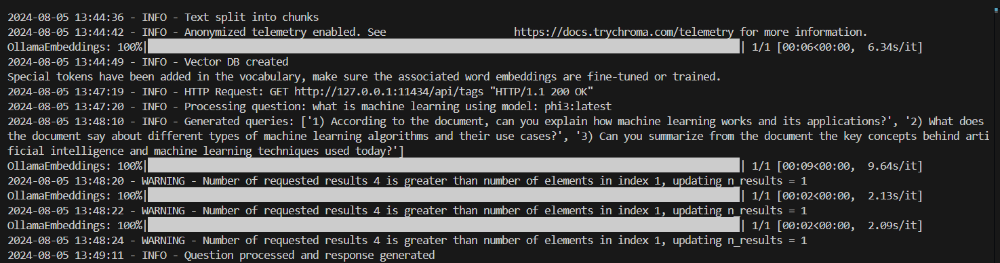 2024-08-05 13:44:36 - INFO - Text split into chunks
2024-08-05 13:44:42 - INFO - Anonymized telemetry enabled. See                     https://docs.trychroma.com/telemetry for more information.
OllamaEmbeddings: 100%|                                                                                                 | 1/1 [00:06<00:00,  6.34s/it]
2024-08-05 13:44:49 - INFO - Vector DB created
Special tokens have been added in the vocabulary, make sure the associated word embeddings are fine-tuned or trained.
2024-08-05 13:47:19 - INFO - HTTP Request: GET http://127.0.0.1:11434/api/tags "HTTP/1.1 200 OK"
2024-08-05 13:47:20 - INFO - Processing question: what is machine learning using model: phi3:latest
2024-08-05 13:48:10 - INFO - Generated queries: ['1) According to the document, can you explain how machine learning works and its applications?', '2) What does
the document say about different types of machine learning algorithms and their use cases?', '3) Can you summarize from the document the key concepts behind arti
ficial intelligence and machine learning techniques used today?']
OllamaEmbeddings: 100%|                                                                                                 | 1/1 [00:09<00:00,  9.64s/it]
2024-08-05 13:48:20 - WARNING - Number of requested results 4 is greater than number of elements in index 1, updating n_results = 1
OllamaEmbeddings: 100%|                                                                                                 | 1/1 [00:02<00:00,  2.13s/it]
2024-08-05 13:48:22 - WARNING - Number of requested results 4 is greater than number of elements in index 1, updating n_results = 1
OllamaEmbeddings: 100%|                                                                                                 | 1/1 [00:02<00:00,  2.09s/it]
2024-08-05 13:48:24 - WARNING - Number of requested results 4 is greater than number of elements in index 1, updating n_results = 1
2024-08-05 13:49:11 - INFO - Question processed and response generated